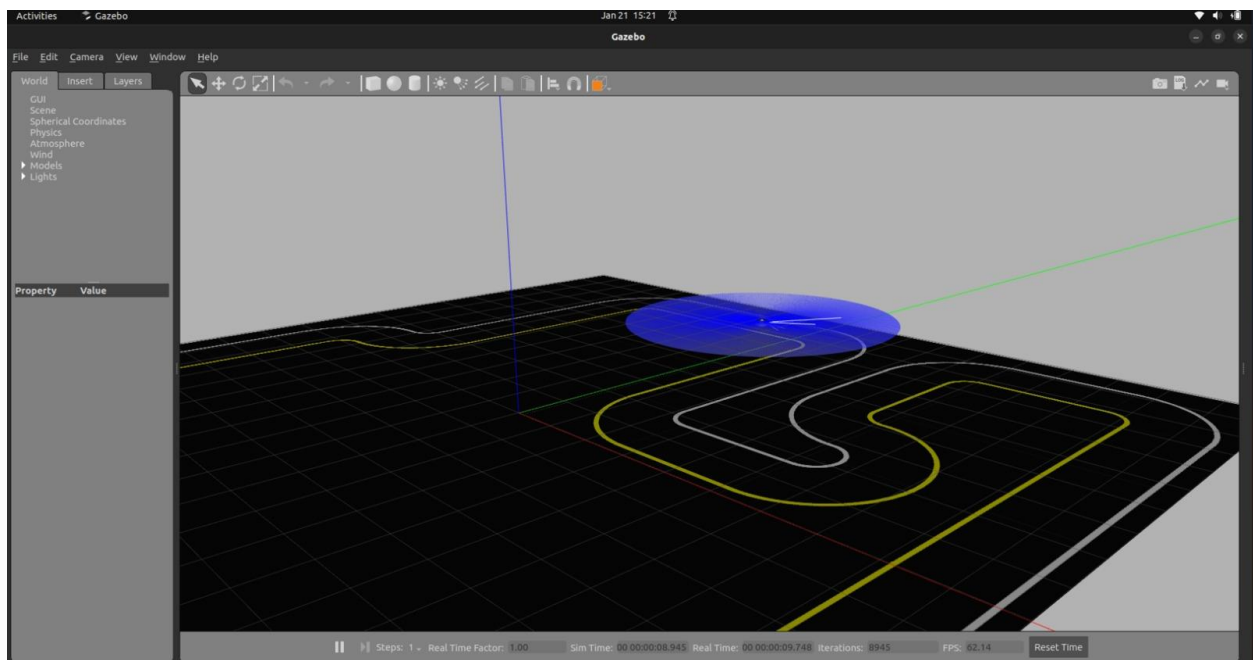 Activities Gazebo Jan 21 15:21
Gazebo
File Edit Camera View Window Help
World Insert Layers
GUI
Scene
Spherical Coordinates
Physics
Atmosphere
Wind
Models
Lights
Property Value
Steps: 1 Real Time Factor: 1.00 Sim Time: 00 00:00:08.945 Real Time: 00 00:00:09.748 Iterations: 8945 FPS: 62.14 Reset Time